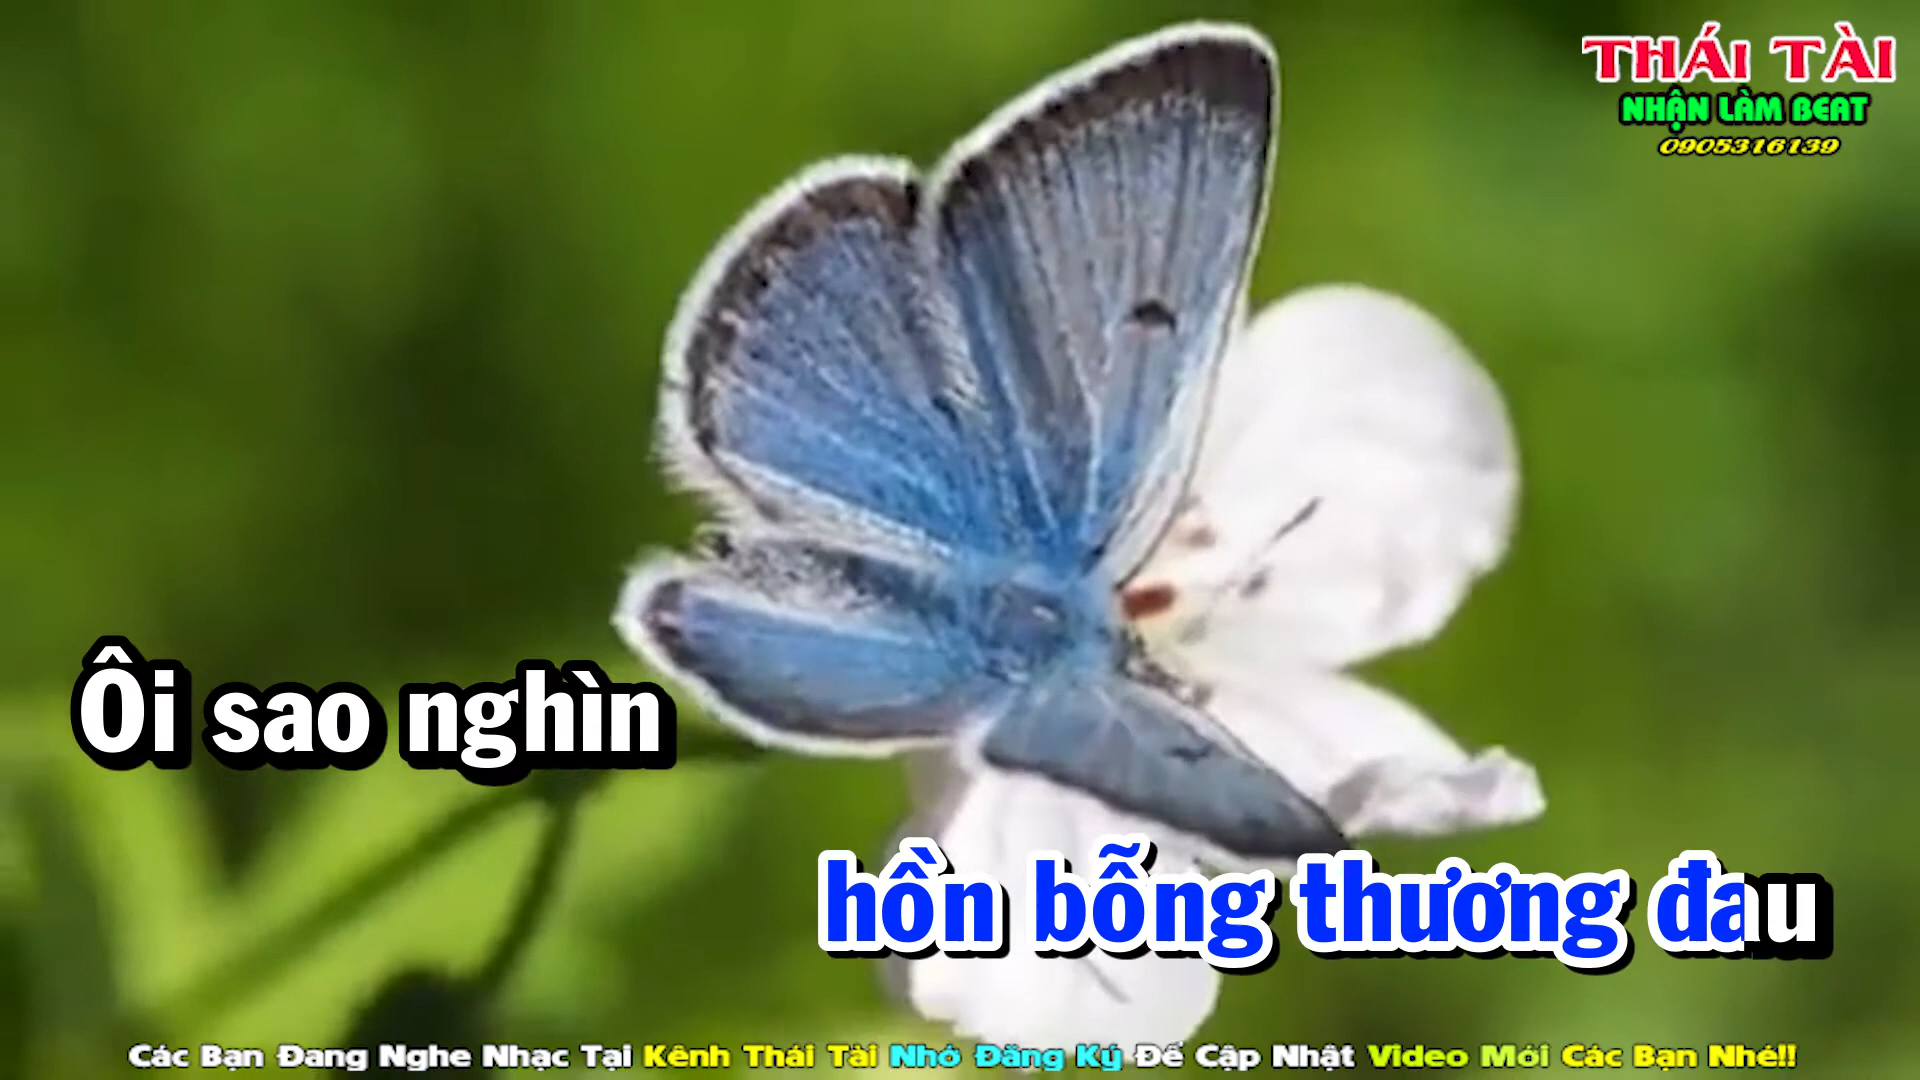 THÁI TÀI
NHẬN LÀM BEAT
0905316139
Ôi sao nghìn
hồn bỗng thương đau
Các Bạn Đang Nghe Nhạc Tại Kênh Thái Tài Nhớ Đăng Ký Để Cập Nhật Video Mới Các Bạn Nhé!!